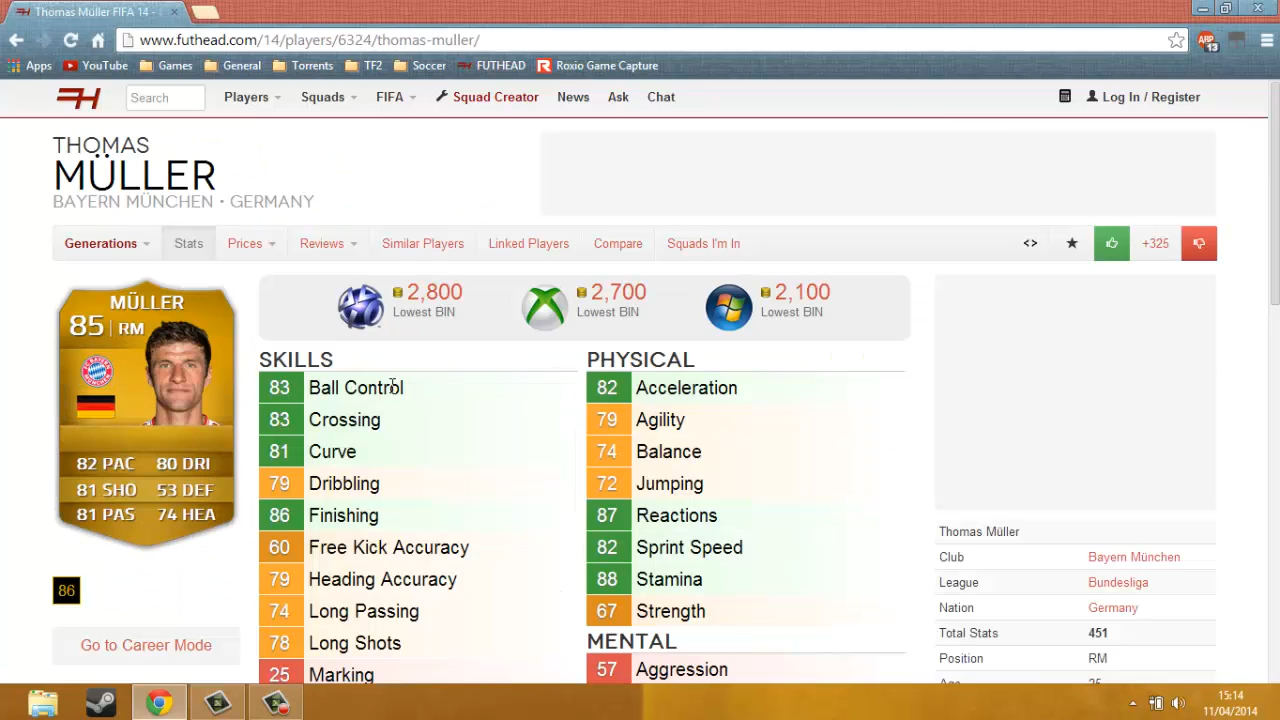 Thomas Müller FIFA 14 -
www.futhead.com/14/players/6324/thomas-muller/
ABP 13
Apps YouTube Games General Torrents TF2 Soccer FUTHEAD Roxio Game Capture
Search Players Squads FIFA Squad Creator News Ask Chat Log In / Register
THOMAS
MÜLLER
BAYERN MÜNCHEN • GERMANY
Generations Stats Prices Reviews Similar Players Linked Players Compare Squads I'm In <> +325
MÜLLER
85 RM
82 PAC 80 DRI
81 SHO 53 DEF
81 PAS 74 HEA
86
Go to Career Mode
2,800
Lowest BIN
2,700
Lowest BIN
2,100
Lowest BIN
SKILLS
83 Ball Control
83 Crossing
81 Curve
79 Dribbling
86 Finishing
60 Free Kick Accuracy
79 Heading Accuracy
74 Long Passing
78 Long Shots
25 Marking
PHYSICAL
82 Acceleration
79 Agility
74 Balance
72 Jumping
87 Reactions
82 Sprint Speed
88 Stamina
67 Strength
MENTAL
57 Aggression
Thomas Müller
Club Bayern München
League Bundesliga
Nation Germany
Total Stats 451
Position RM
15:14
11/04/2014